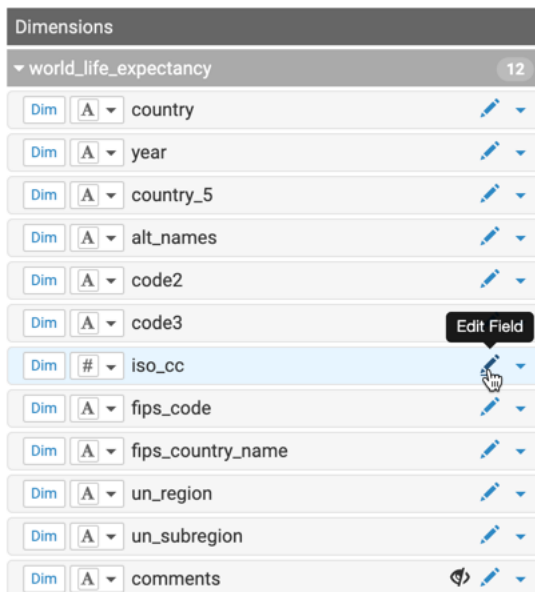 Dimensions
world_life_expectancy 12
Dim A country
Dim A year
Dim A country_5
Dim A alt_names
Dim A code2
Dim A code3
Edit Field
Dim # iso_cc
Dim A fips_code
Dim A fips_country_name
Dim A un_region
Dim A un_subregion
Dim A comments